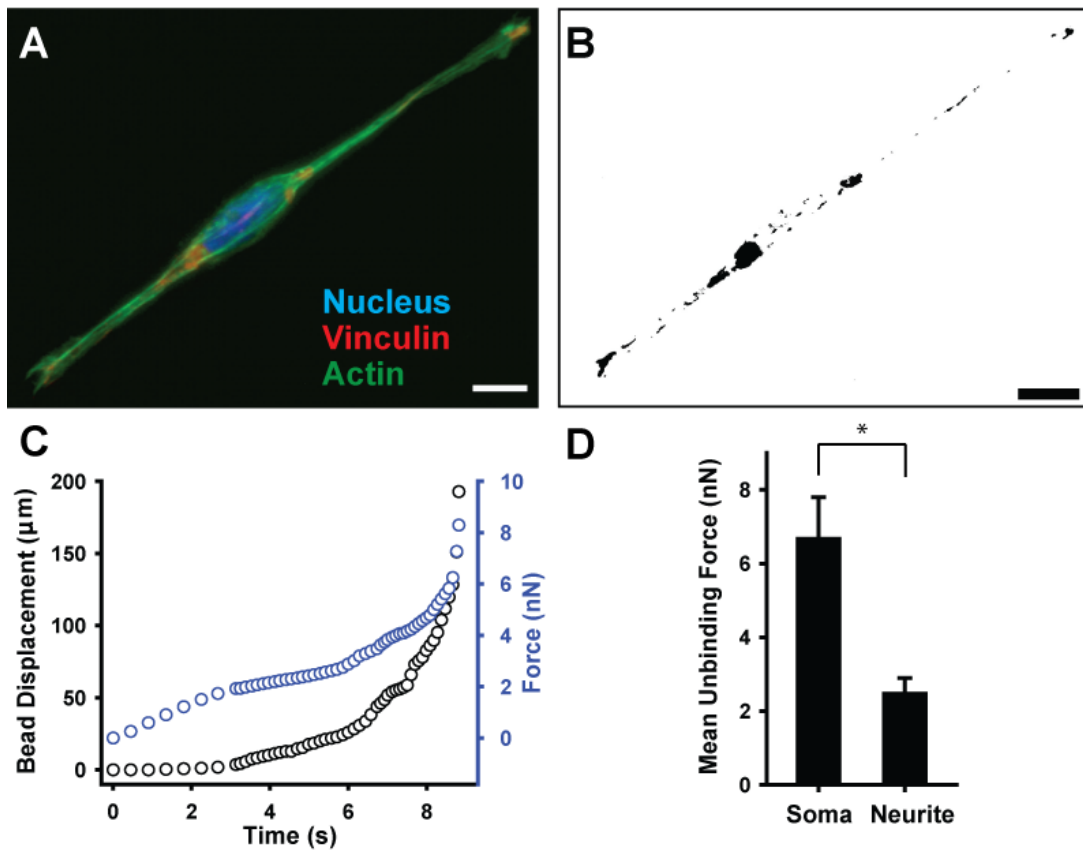 A
Nucleus
Vinculin
Actin
B
C
Bead Displacement (µm)
200
150
100
50
0
10
8
6
4
2
0
Force (nN)
0
2
4
6
8
Time (s)
D
Mean Unbinding Force (nN)
8
6
4
2
0
*
Soma
Neurite